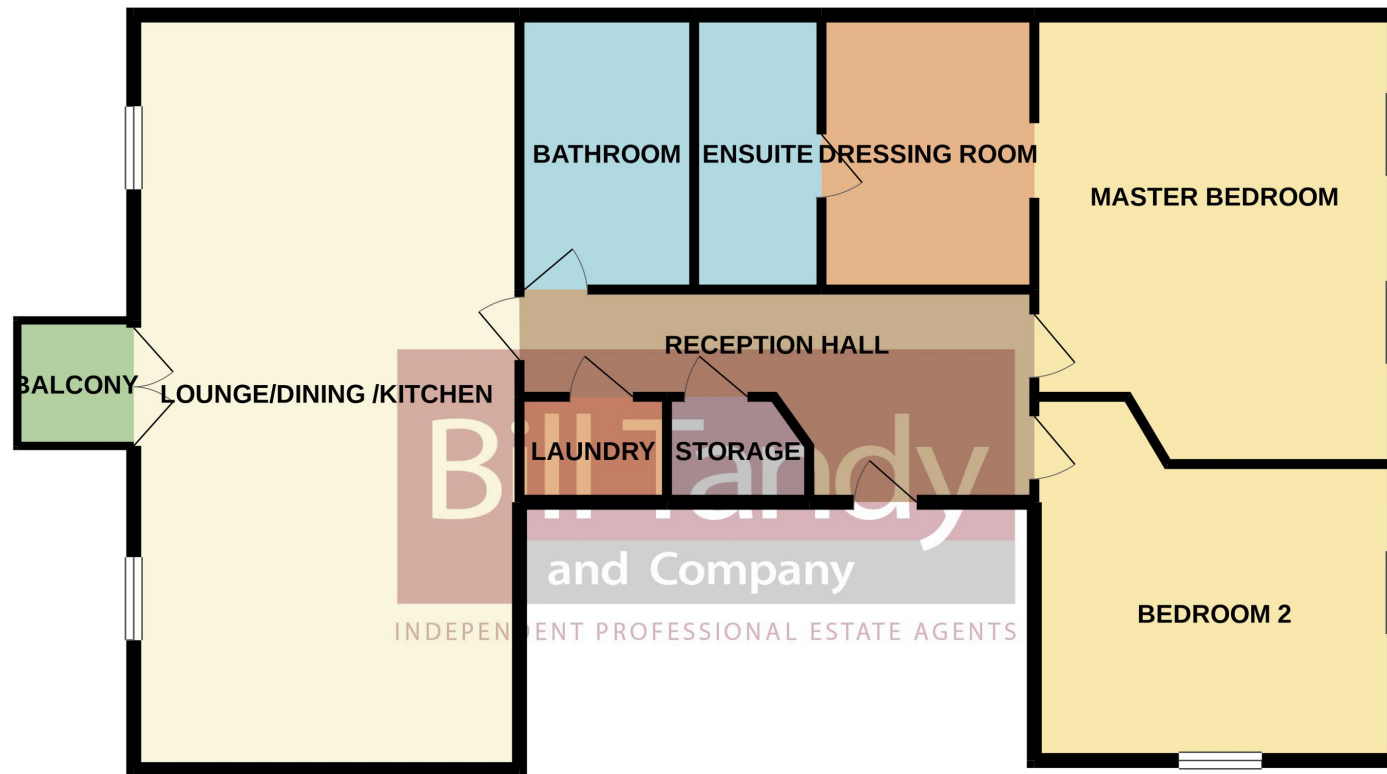 BATHROOM
ENSUITE
DRESSING ROOM
MASTER BEDROOM
RECEPTION HALL
BALCONY
LOUNGE/DINING /KITCHEN
LAUNDRY
STORAGE
Bill Tandy
and Company
BEDROOM 2
INDEPENDENT PROFESSIONAL ESTATE AGENTS